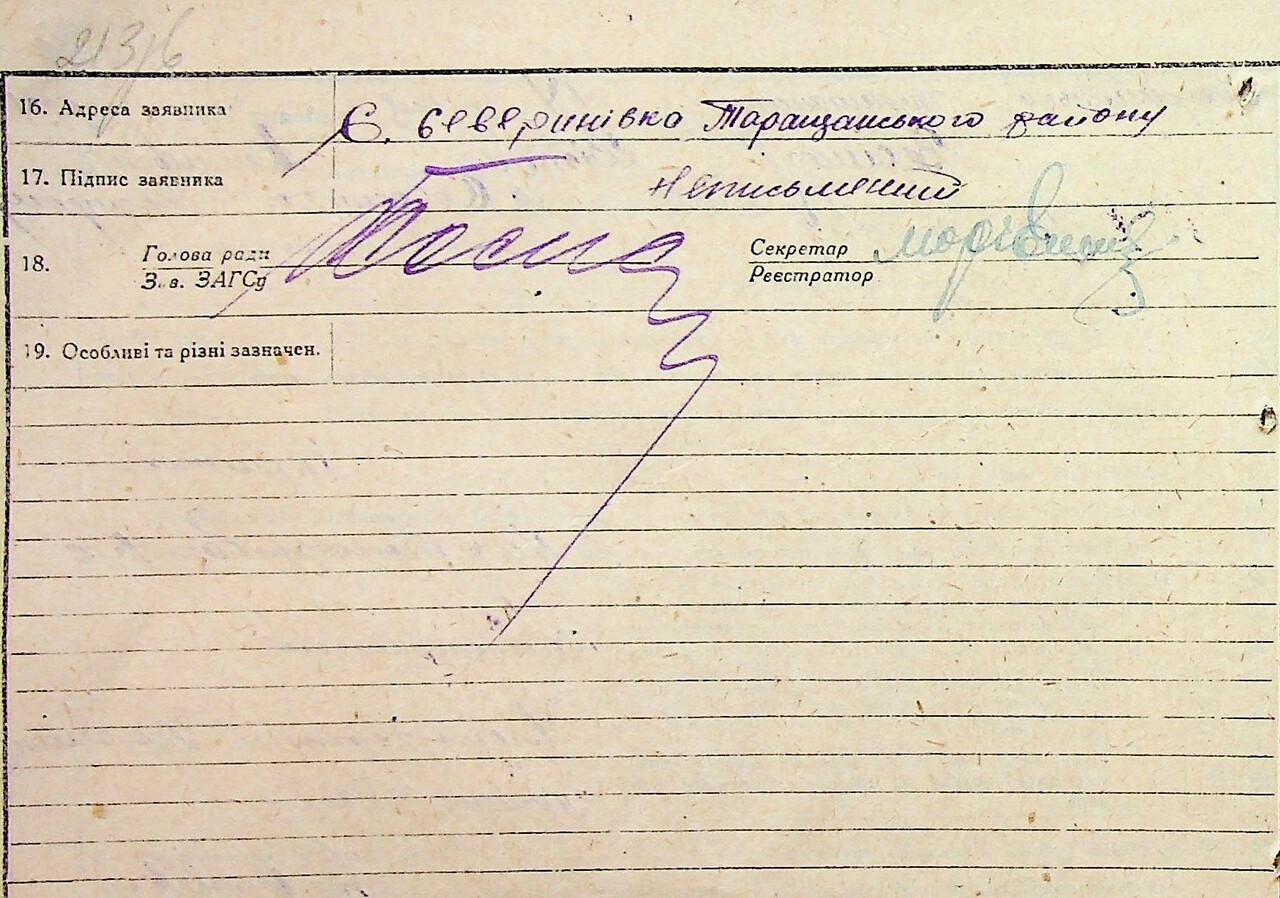 213/6
16. Адреса заявника С. Северинівка Таращанського району
17. Підпис заявника Неписьменний
18. Голова ради
З.в. ЗАГСу
Секретар
Реєстратор
19. Особливі та різні зазначен.